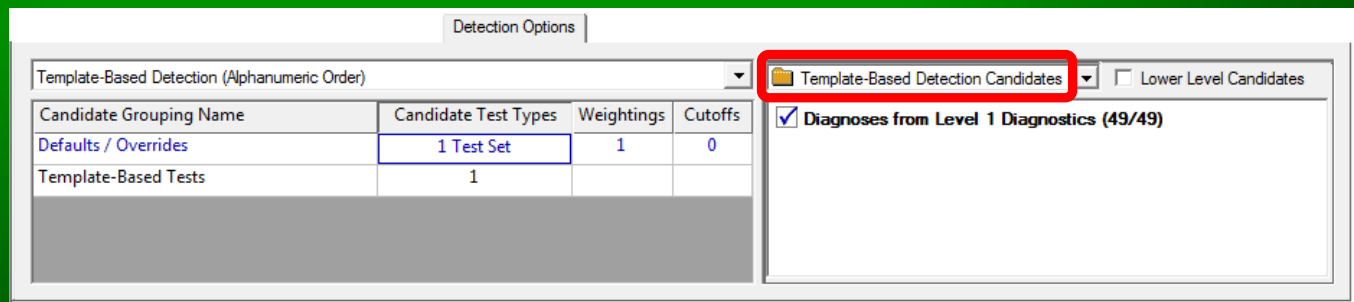 Detection Options
Template-Based Detection (Alphanumeric Order)
Template-Based Detection Candidates
Lower Level Candidates
Candidate Grouping Name Candidate Test Types Weightings Cutoffs
Defaults / Overrides 1 Test Set 1 0
Template-Based Tests 1
Diagnoses from Level 1 Diagnostics (49/49)